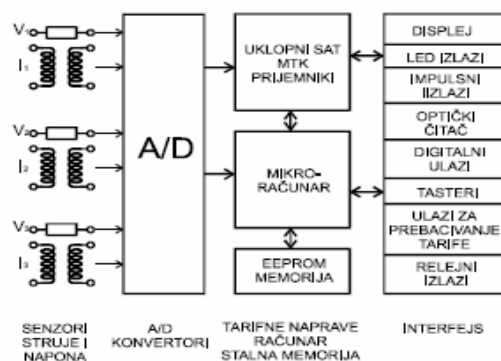 V1
I1
V2
I2
V3
I3
A/D
UKLOPNI SAT
MTK
PRIJEMNIKI
MIKRO-
RAČUNAR
EEPROM
MEMORIJA
DISPLEJ
LED IZLAZI
IMPULSNI
IIZLAZI
OPTIČKI
ČITAČ
DIGITALNI
ULAZI
TASTERI
ULAZI ZA
PREBACIVANJE
TARIFE
RELEJNI
IZLAZI
SENZORI
STRUJE I
NAPONA
A/D
KONVERTORI
TARIFNE NAPRAVE
RAČUNAR
STALNA MEMORIJA
INTERFEJS